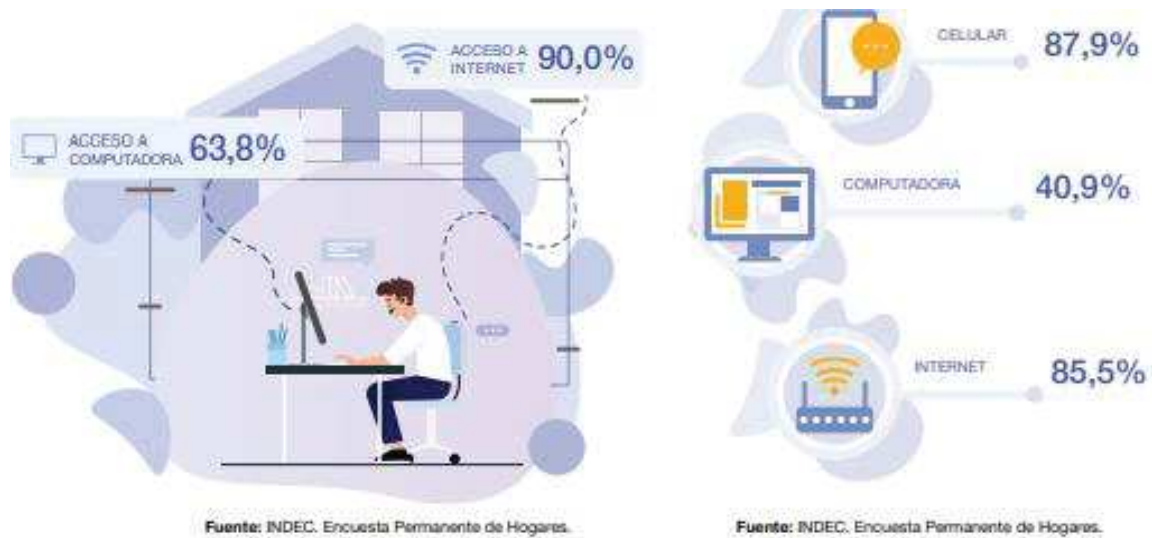 ACCESO A
INTERNET 90,0%
ACCESO A
COMPUTADORA 63,8%
Fuente: INDEC. Encuesta Permanente de Hogares.
CELULAR 87,9%
COMPUTADORA 40,9%
INTERNET 85,5%
Fuente: INDEC. Encuesta Permanente de Hogares.